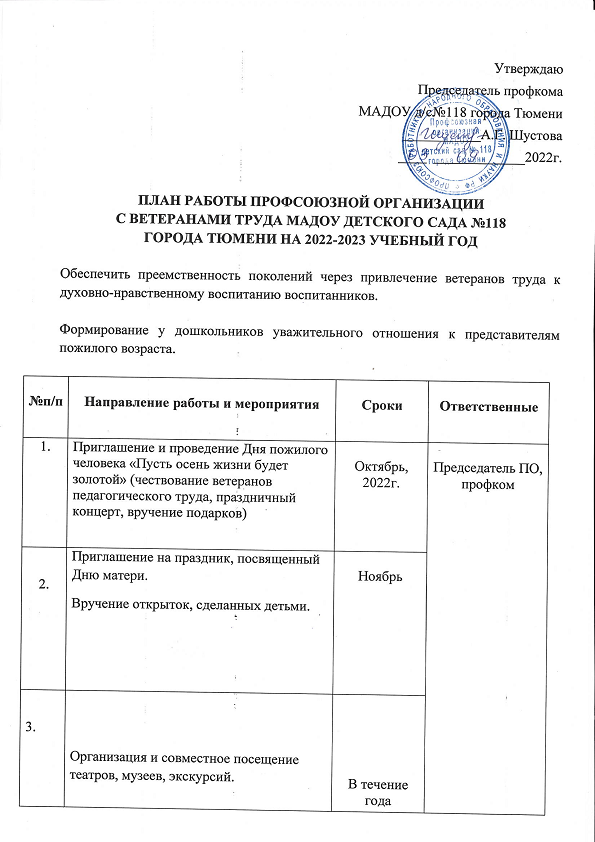 Утверждаю
Председатель профкома
МАДОУ д/с№118 города Тюмени
Шустова
2022г.
ПЛАН РАБОТЫ ПРОФСОЮЗНОЙ ОРГАНИЗАЦИИ
С ВЕТЕРАНАМИ ТРУДА МАДОУ ДЕТСКОГО САДА №118
ГОРОДА ТЮМЕНИ НА 2022-2023 УЧЕБНЫЙ ГОД
Обеспечить преемственность поколений через привлечение ветеранов труда к
духовно-нравственному воспитанию воспитанников.
Формирование у дошкольников уважительного отношения к представителям
пожилого возраста.
№п/п
Направление работы и мероприятия
Сроки
Ответственные
1.
Приглашение и проведение Дня пожилого
человека «Пусть осень жизни будет
золотой» (чествование ветеранов
педагогического труда, праздничный
концерт, вручение подарков)
Октябрь,
2022г.
Председатель ПО,
профком
2.
Приглашение на праздник, посвященный
Дню матери.
Вручение открыток, сделанных детьми.
Ноябрь
3.
Организация и совместное посещение
театров, музеев, экскурсий.
В течение
года